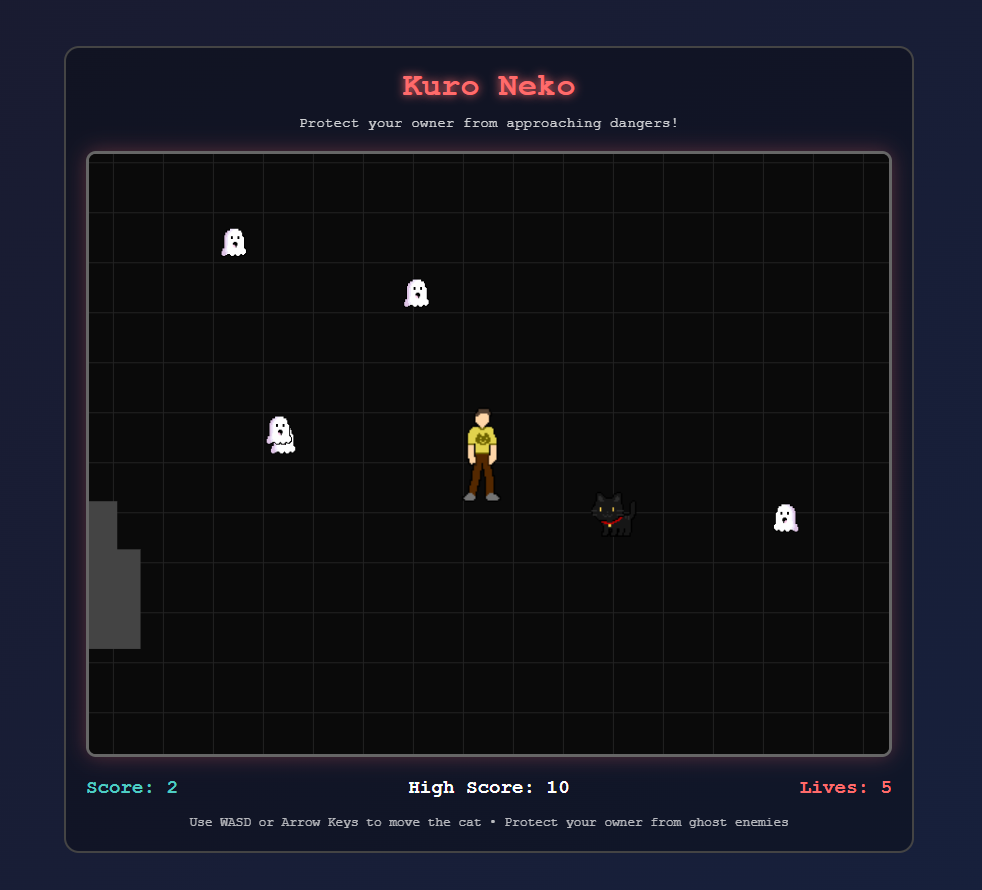 Kuro Neko
Protect your owner from approaching dangers!
Score: 2
High Score: 10
Lives: 5
Use WASD or Arrow Keys to move the cat • Protect your owner from ghost enemies